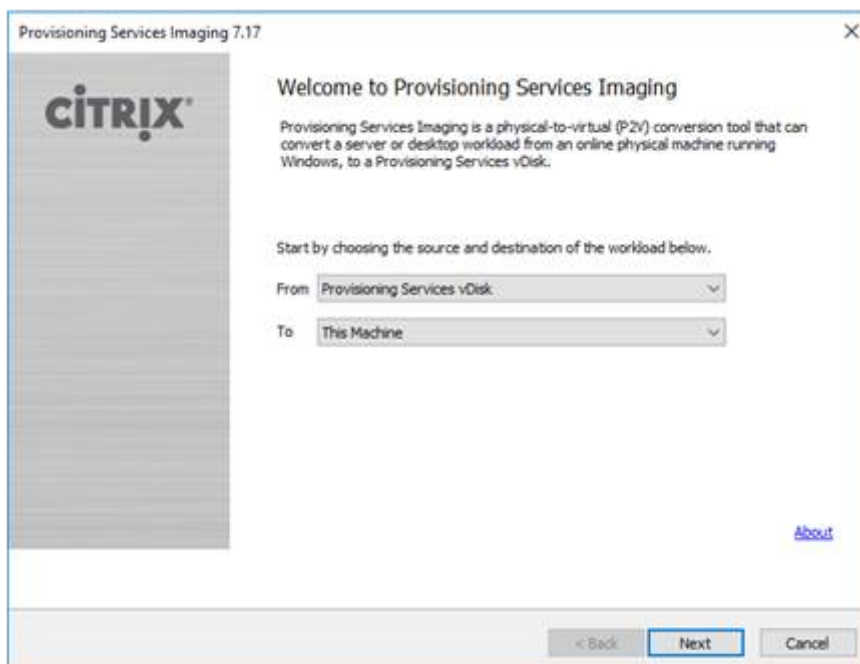 Provisioning Services Imaging 7.17
CİTRIX®
Welcome to Provisioning Services Imaging
Provisioning Services Imaging is a physical-to-virtual (P2V) conversion tool that can
convert a server or desktop workload from an online physical machine running
Windows, to a Provisioning Services vDisk.
Start by choosing the source and destination of the workload below.
From Provisioning Services vDisk
To This Machine
About
< Back Next Cancel